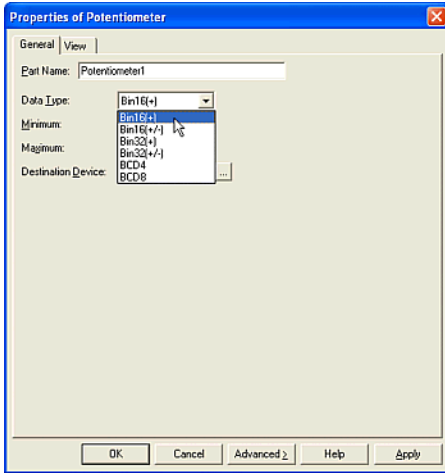 Properties of Potentiometer
General View
Part Name: Potentiometer1
Data Type: Bin16(+)
Bin16(+)
Minimum: Bin16(+/-)
Bin32(+)
Maximum: Bin32(+/-)
BCD4
Destination Device: ...
BCD8
OK Cancel Advanced > Help Apply